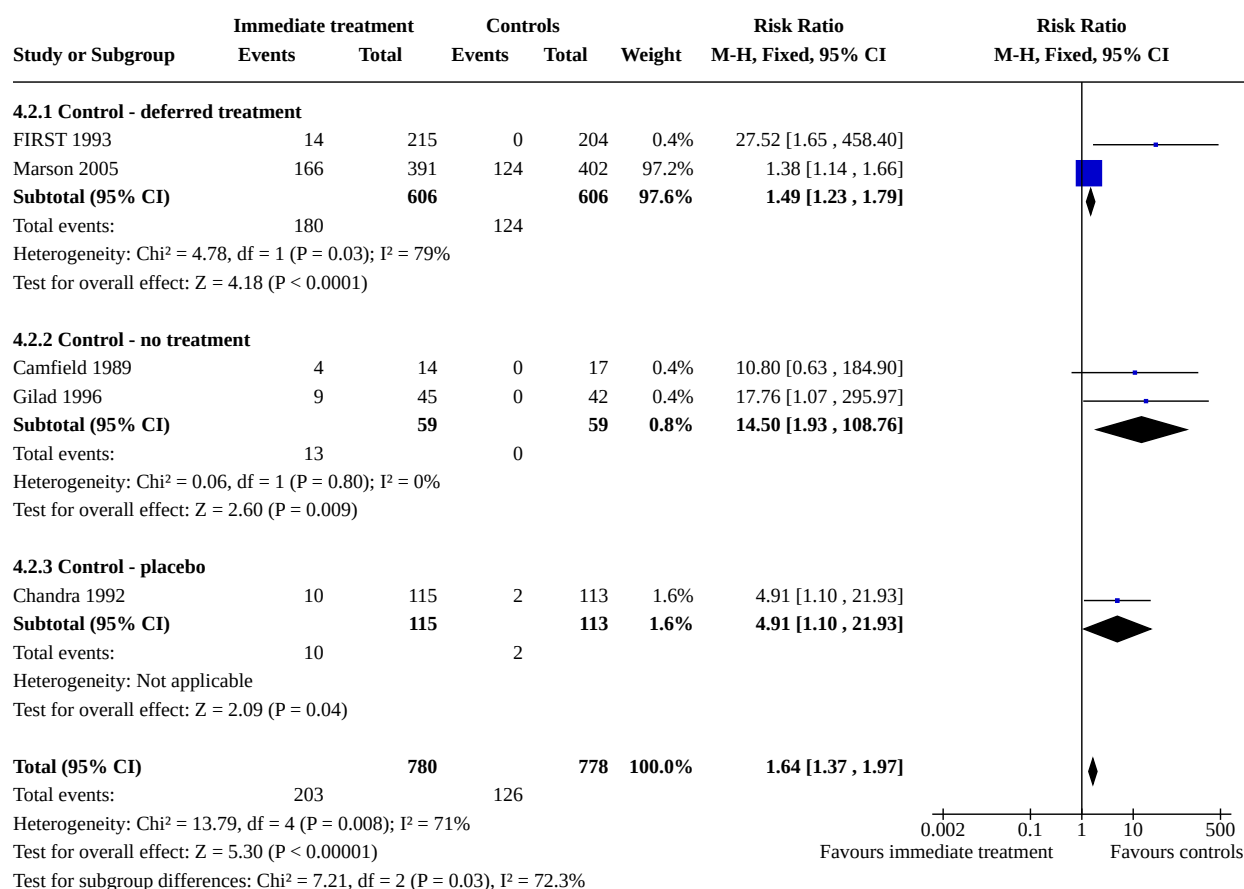 Immediate treatment Controls Risk Ratio Risk Ratio
Study or Subgroup Events Total Events Total Weight M-H, Fixed, 95% CI M-H, Fixed, 95% CI
4.2.1 Control - deferred treatment
FIRST 1993 14 215 0 204 0.4% 27.52 [1.65 , 458.40]
Marson 2005 166 391 124 402 97.2% 1.38 [1.14 , 1.66]
Subtotal (95% CI) 606 606 97.6% 1.49 [1.23 , 1.79]
Total events: 180 124
Heterogeneity: Chi² = 4.78, df = 1 (P = 0.03); I² = 79%
Test for overall effect: Z = 4.18 (P < 0.0001)
4.2.2 Control - no treatment
Camfield 1989 4 14 0 17 0.4% 10.80 [0.63 , 184.90]
Gilad 1996 9 45 0 42 0.4% 17.76 [1.07 , 295.97]
Subtotal (95% CI) 59 59 0.8% 14.50 [1.93 , 108.76]
Total events: 13 0
Heterogeneity: Chi² = 0.06, df = 1 (P = 0.80); I² = 0%
Test for overall effect: Z = 2.60 (P = 0.009)
4.2.3 Control - placebo
Chandra 1992 10 115 2 113 1.6% 4.91 [1.10 , 21.93]
Subtotal (95% CI) 115 113 1.6% 4.91 [1.10 , 21.93]
Total events: 10 2
Heterogeneity: Not applicable
Test for overall effect: Z = 2.09 (P = 0.04)
Total (95% CI) 780 778 100.0% 1.64 [1.37 , 1.97]
Total events: 203 126
Heterogeneity: Chi² = 13.79, df = 4 (P = 0.008); I² = 71%
0.002 0.1 1 10 500
Test for overall effect: Z = 5.30 (P < 0.00001)
Favours immediate treatment Favours controls
Test for subgroup differences: Chi² = 7.21, df = 2 (P = 0.03), I² = 72.3%